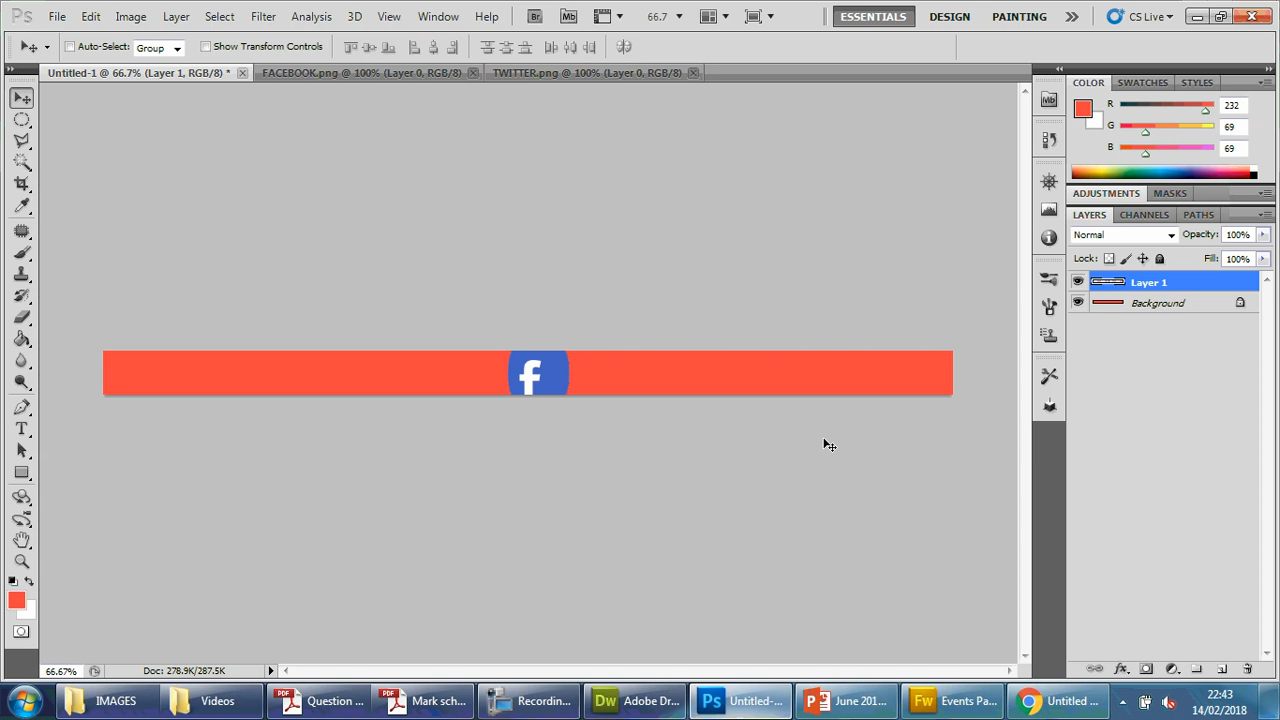 Ps File Edit Image Layer Select Filter Analysis 3D View Window Help Br Mb 66.7 ESSENTIALS DESIGN PAINTING CS Live
Auto-Select: Group Show Transform Controls
Untitled-1 @ 66.7% (Layer 1, RGB/8) * FACEBOOK.png @ 100% (Layer 0, RGB/8) TWITTER.png @ 100% (Layer 0, RGB/8)
COLOR SWATCHES STYLES
Mb
R 232
G 69
B 69
ADJUSTMENTS MASKS
LAYERS CHANNELS PATHS
Normal Opacity: 100%
Lock: Fill: 100%
Layer 1
Background
f
T
66.67% Doc: 278.9K/287.5K
IMAGES Videos Question ... Mark sch... Recordin... Adobe Dr... Untitled-... June 201... Events Pa... Untitled ...
22:43
14/02/2018